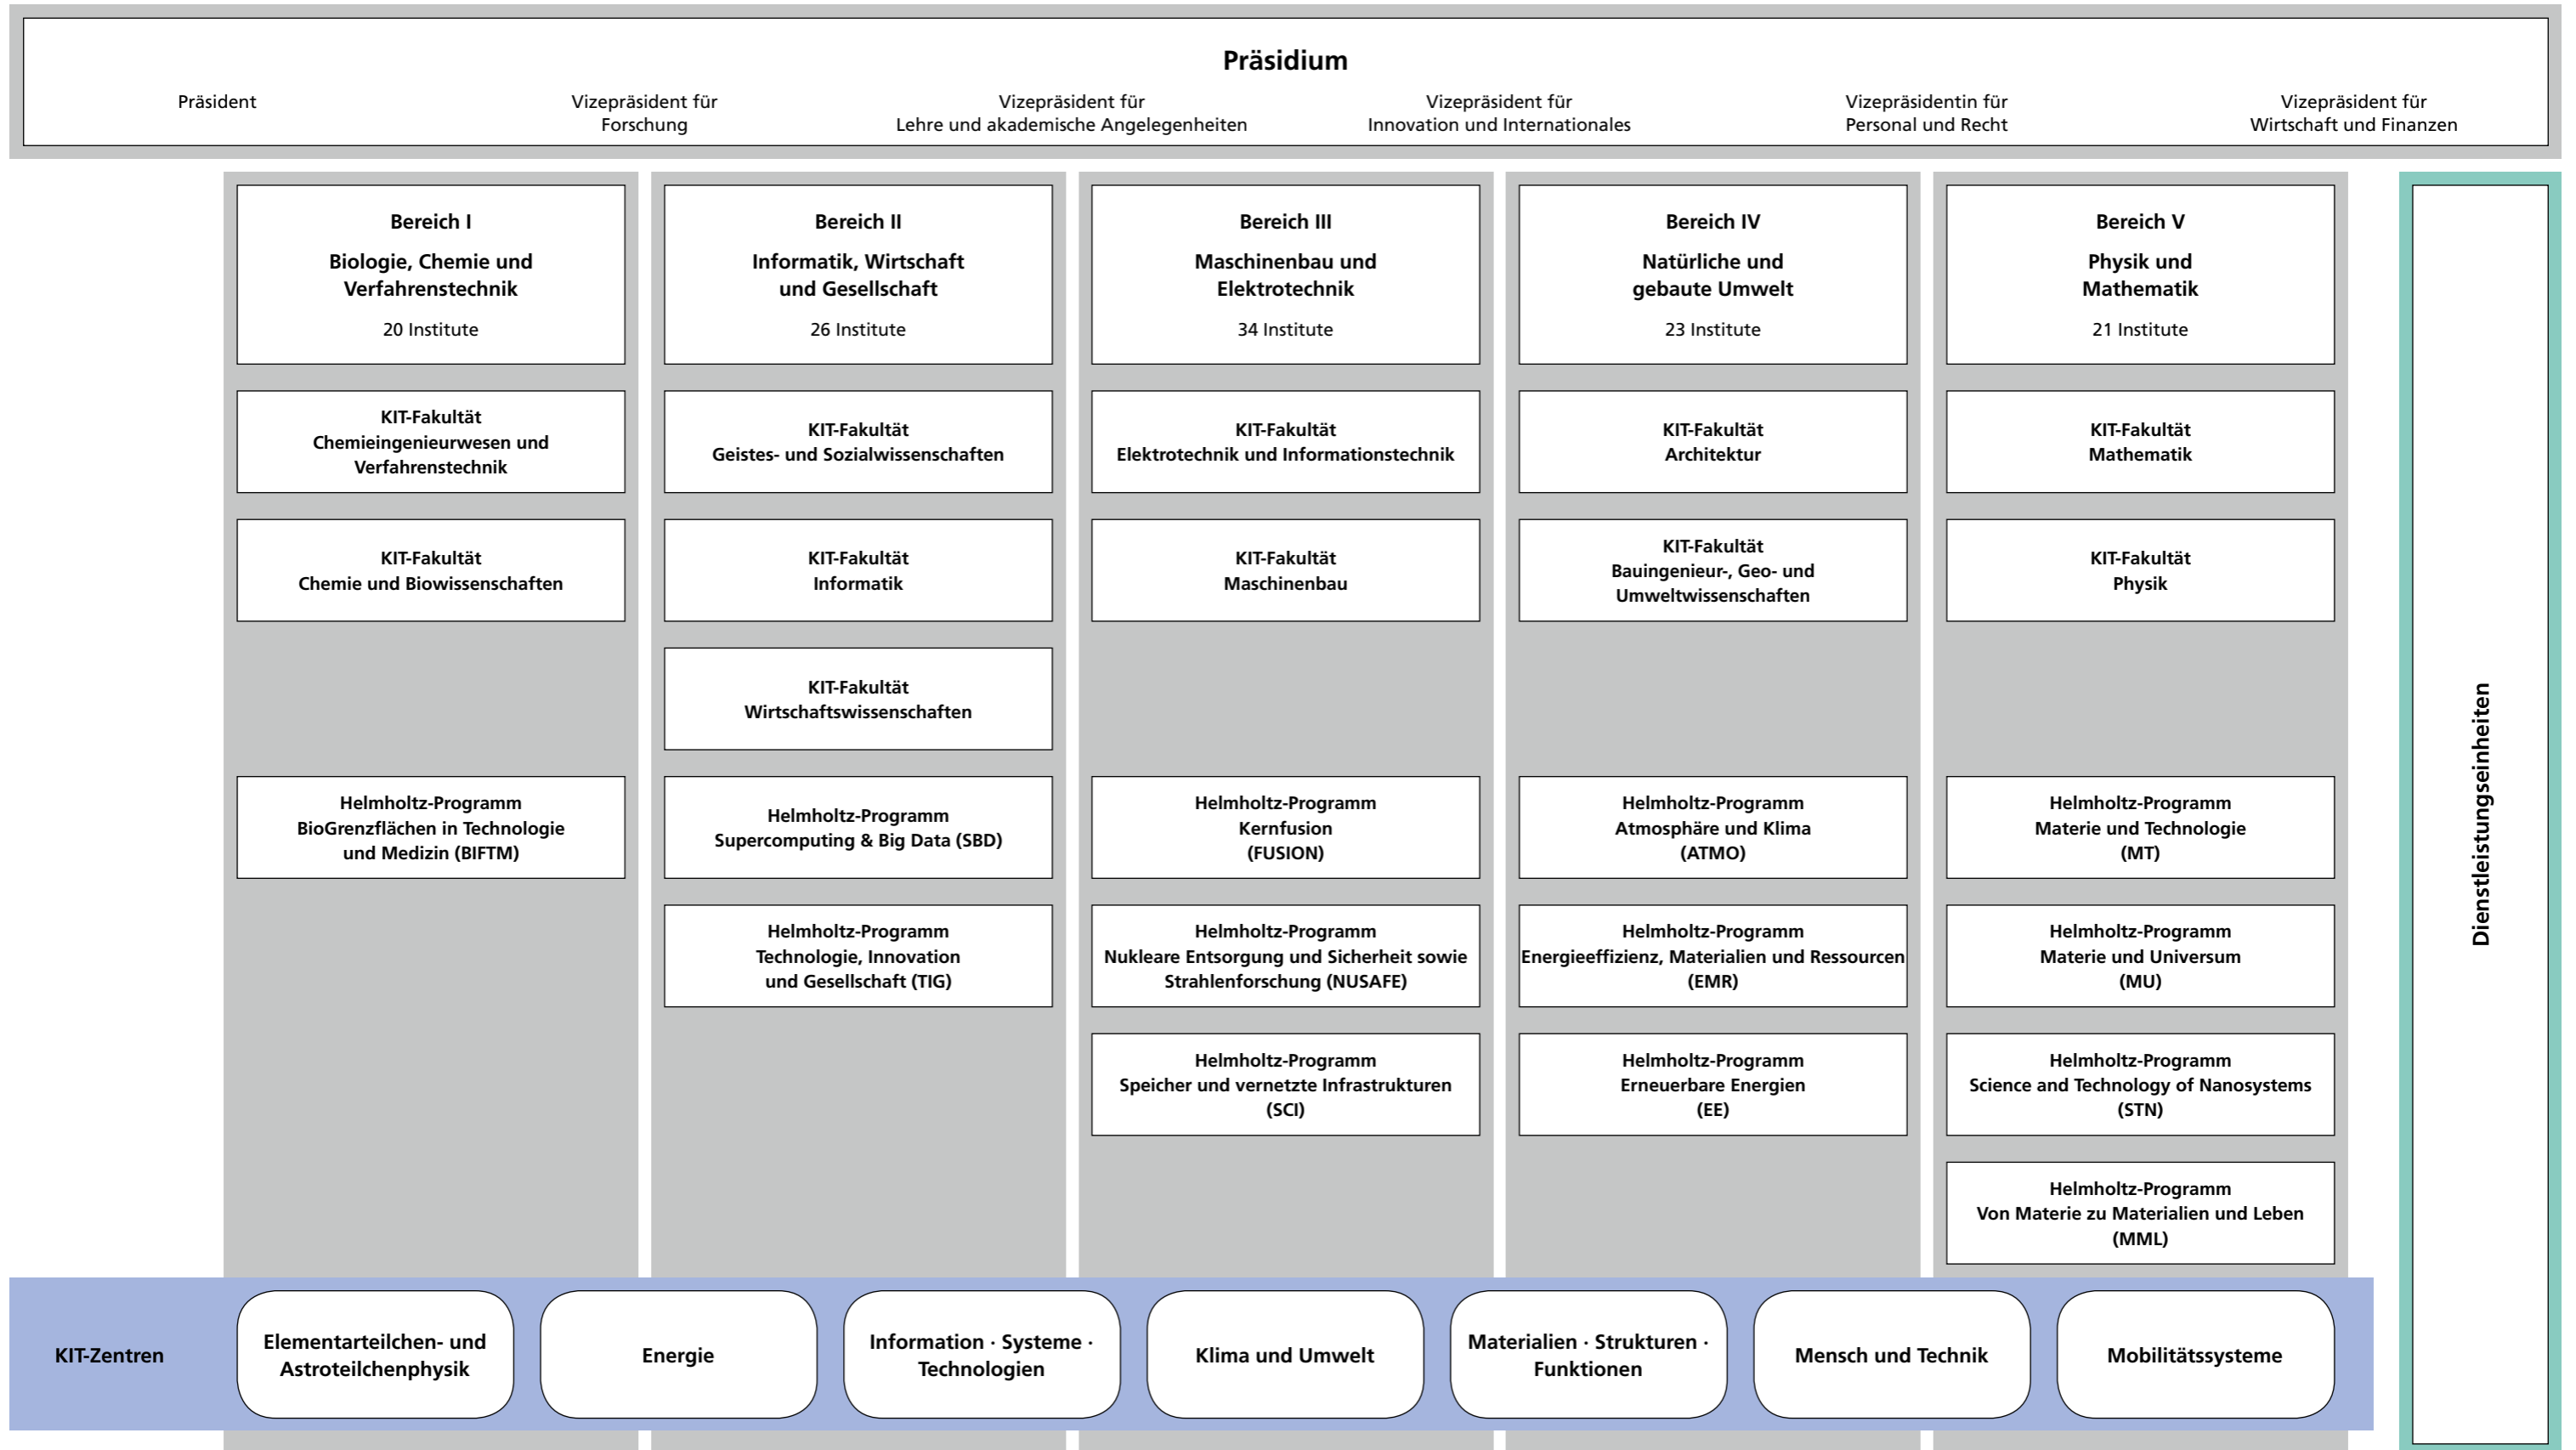 Präsidium
Präsident
Vizepräsident für
Forschung
Vizepräsident für
Lehre und akademische Angelegenheiten
Vizepräsident für
Innovation und Internationales
Vizepräsidentin für
Personal und Recht
Vizepräsident für
Wirtschaft und Finanzen
Bereich I
Biologie, Chemie und
Verfahrenstechnik
20 Institute
KIT-Fakultät
Chemieingenieurwesen und
Verfahrenstechnik
KIT-Fakultät
Chemie und Biowissenschaften
Helmholtz-Programm
BioGrenzflächen in Technologie
und Medizin (BIFTM)
Bereich II
Informatik, Wirtschaft
und Gesellschaft
26 Institute
KIT-Fakultät
Geistes- und Sozialwissenschaften
KIT-Fakultät
Informatik
KIT-Fakultät
Wirtschaftswissenschaften
Helmholtz-Programm
Supercomputing & Big Data (SBD)
Helmholtz-Programm
Technologie, Innovation
und Gesellschaft (TIG)
Bereich III
Maschinenbau und
Elektrotechnik
34 Institute
KIT-Fakultät
Elektrotechnik und Informationstechnik
KIT-Fakultät
Maschinenbau
Helmholtz-Programm
Kernfusion
(FUSION)
Helmholtz-Programm
Nukleare Entsorgung und Sicherheit sowie
Strahlenforschung (NUSAFE)
Helmholtz-Programm
Speicher und vernetzte Infrastrukturen
(SCI)
Bereich IV
Natürliche und
gebaute Umwelt
23 Institute
KIT-Fakultät
Architektur
KIT-Fakultät
Bauingenieur-, Geo- und
Umweltwissenschaften
Helmholtz-Programm
Atmosphäre und Klima
(ATMO)
Helmholtz-Programm
Energieeffizienz, Materialien und Ressourcen
(EMR)
Helmholtz-Programm
Erneuerbare Energien
(EE)
Bereich V
Physik und
Mathematik
21 Institute
KIT-Fakultät
Mathematik
KIT-Fakultät
Physik
Helmholtz-Programm
Materie und Technologie
(MT)
Helmholtz-Programm
Materie und Universum
(MU)
Helmholtz-Programm
Science and Technology of Nanosystems
(STN)
Helmholtz-Programm
Von Materie zu Materialien und Leben
(MML)
Dienstleistungseinheiten
KIT-Zentren
Elementarteilchen- und
Astroteilchenphysik
Energie
Information · Systeme ·
Technologien
Klima und Umwelt
Materialien · Strukturen ·
Funktionen
Mensch und Technik
Mobilitätssysteme